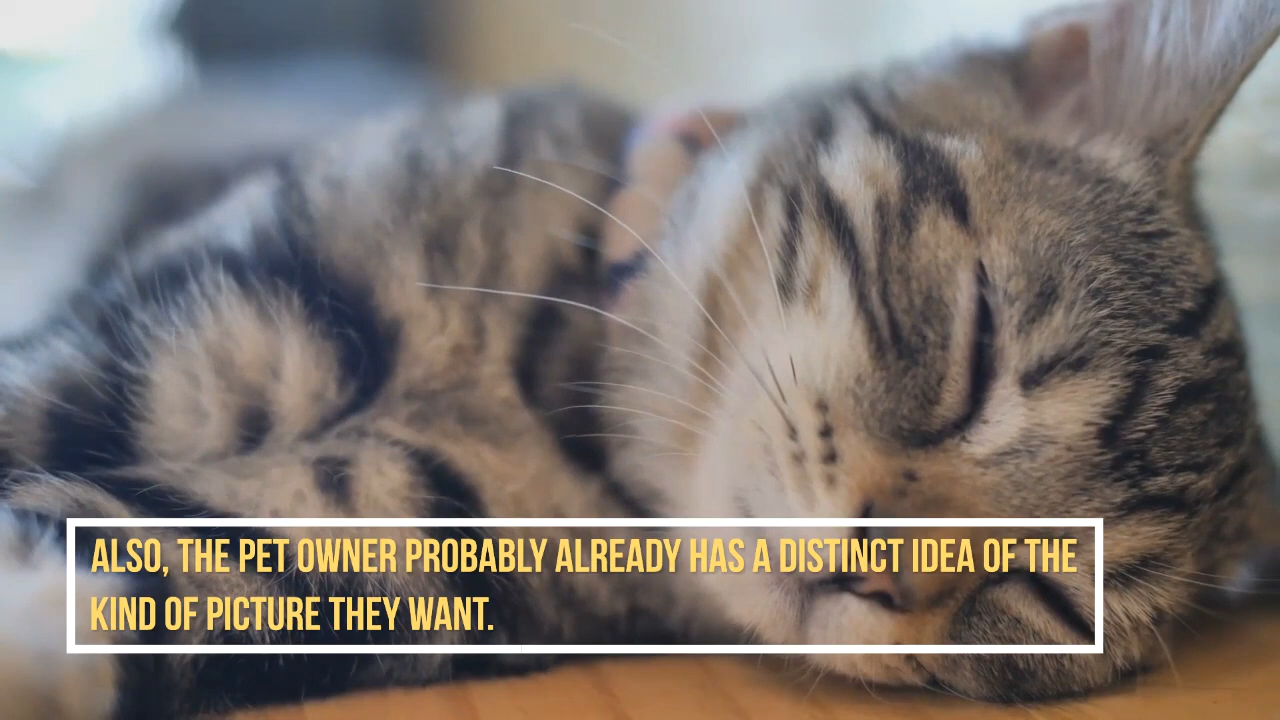 ALSO, THE PET OWNER PROBABLY ALREADY HAS A DISTINCT IDEA OF THE
KIND OF PICTURE THEY WANT.